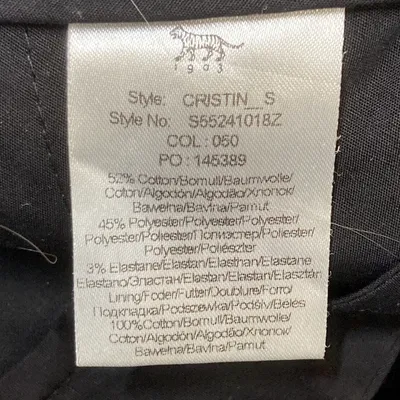 1903
Style: CRISTIN__S
Style No: S55241018Z
COL: 050
PO: 145389
52% Cotton/Bomull/Baumwolle/
Coton/Algodón/Algodão/Хлопок/
Bawełna/Bavlna/Pamut
45% Polyester/Polyester/Polyester/
Polyester/Poliéster/Полиэстер/Poliester/
Polyester/Poliészter
3% Elastane/Elastan/Elasthan/Elastane
Elastano/Эластан/Elastan/Elastan/Elasztán
Lining/Foder/Futter/Doublure/Forro/
Подкладка/Podszewka/Podšív/Bélés
100%Cotton/Bomull/Baumwolle/
Coton/Algodón/Algodão/Хлопок/
Bawełna/Bavlna/Pamut